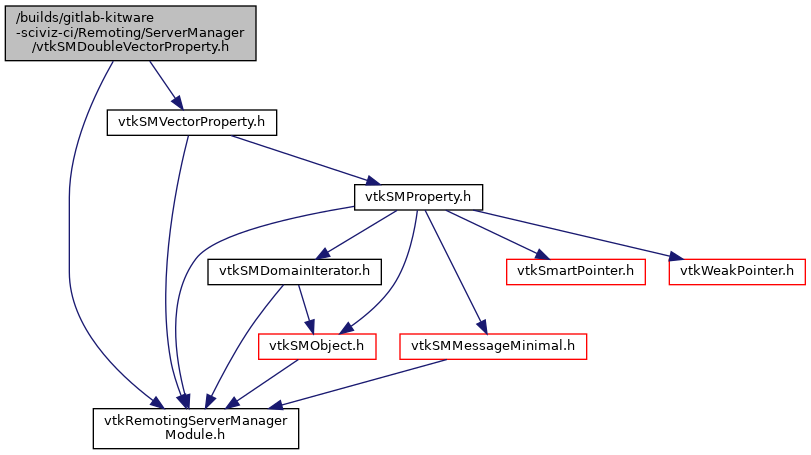 /builds/gitlab-kitware
-sciviz-ci/Remoting/ServerManager
/vtkSMDoubleVectorProperty.h
vtkSMVectorProperty.h
vtkSMProperty.h
vtkSMDomainIterator.h
vtkSmartPointer.h
vtkWeakPointer.h
vtkSMObject.h
vtkSMMessageMinimal.h
vtkRemotingServerManager
Module.h